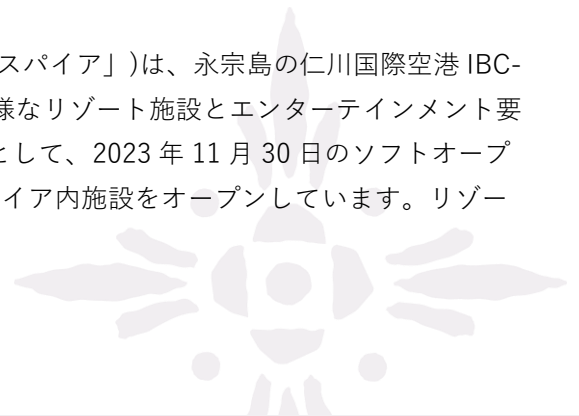 スパイア」)は、永宗島の仁川国際空港 IBC-
様なリゾート施設とエンターテインメント要
として、2023 年 11 月 30 日のソフトオープ
イア内施設をオープンしています。リゾー